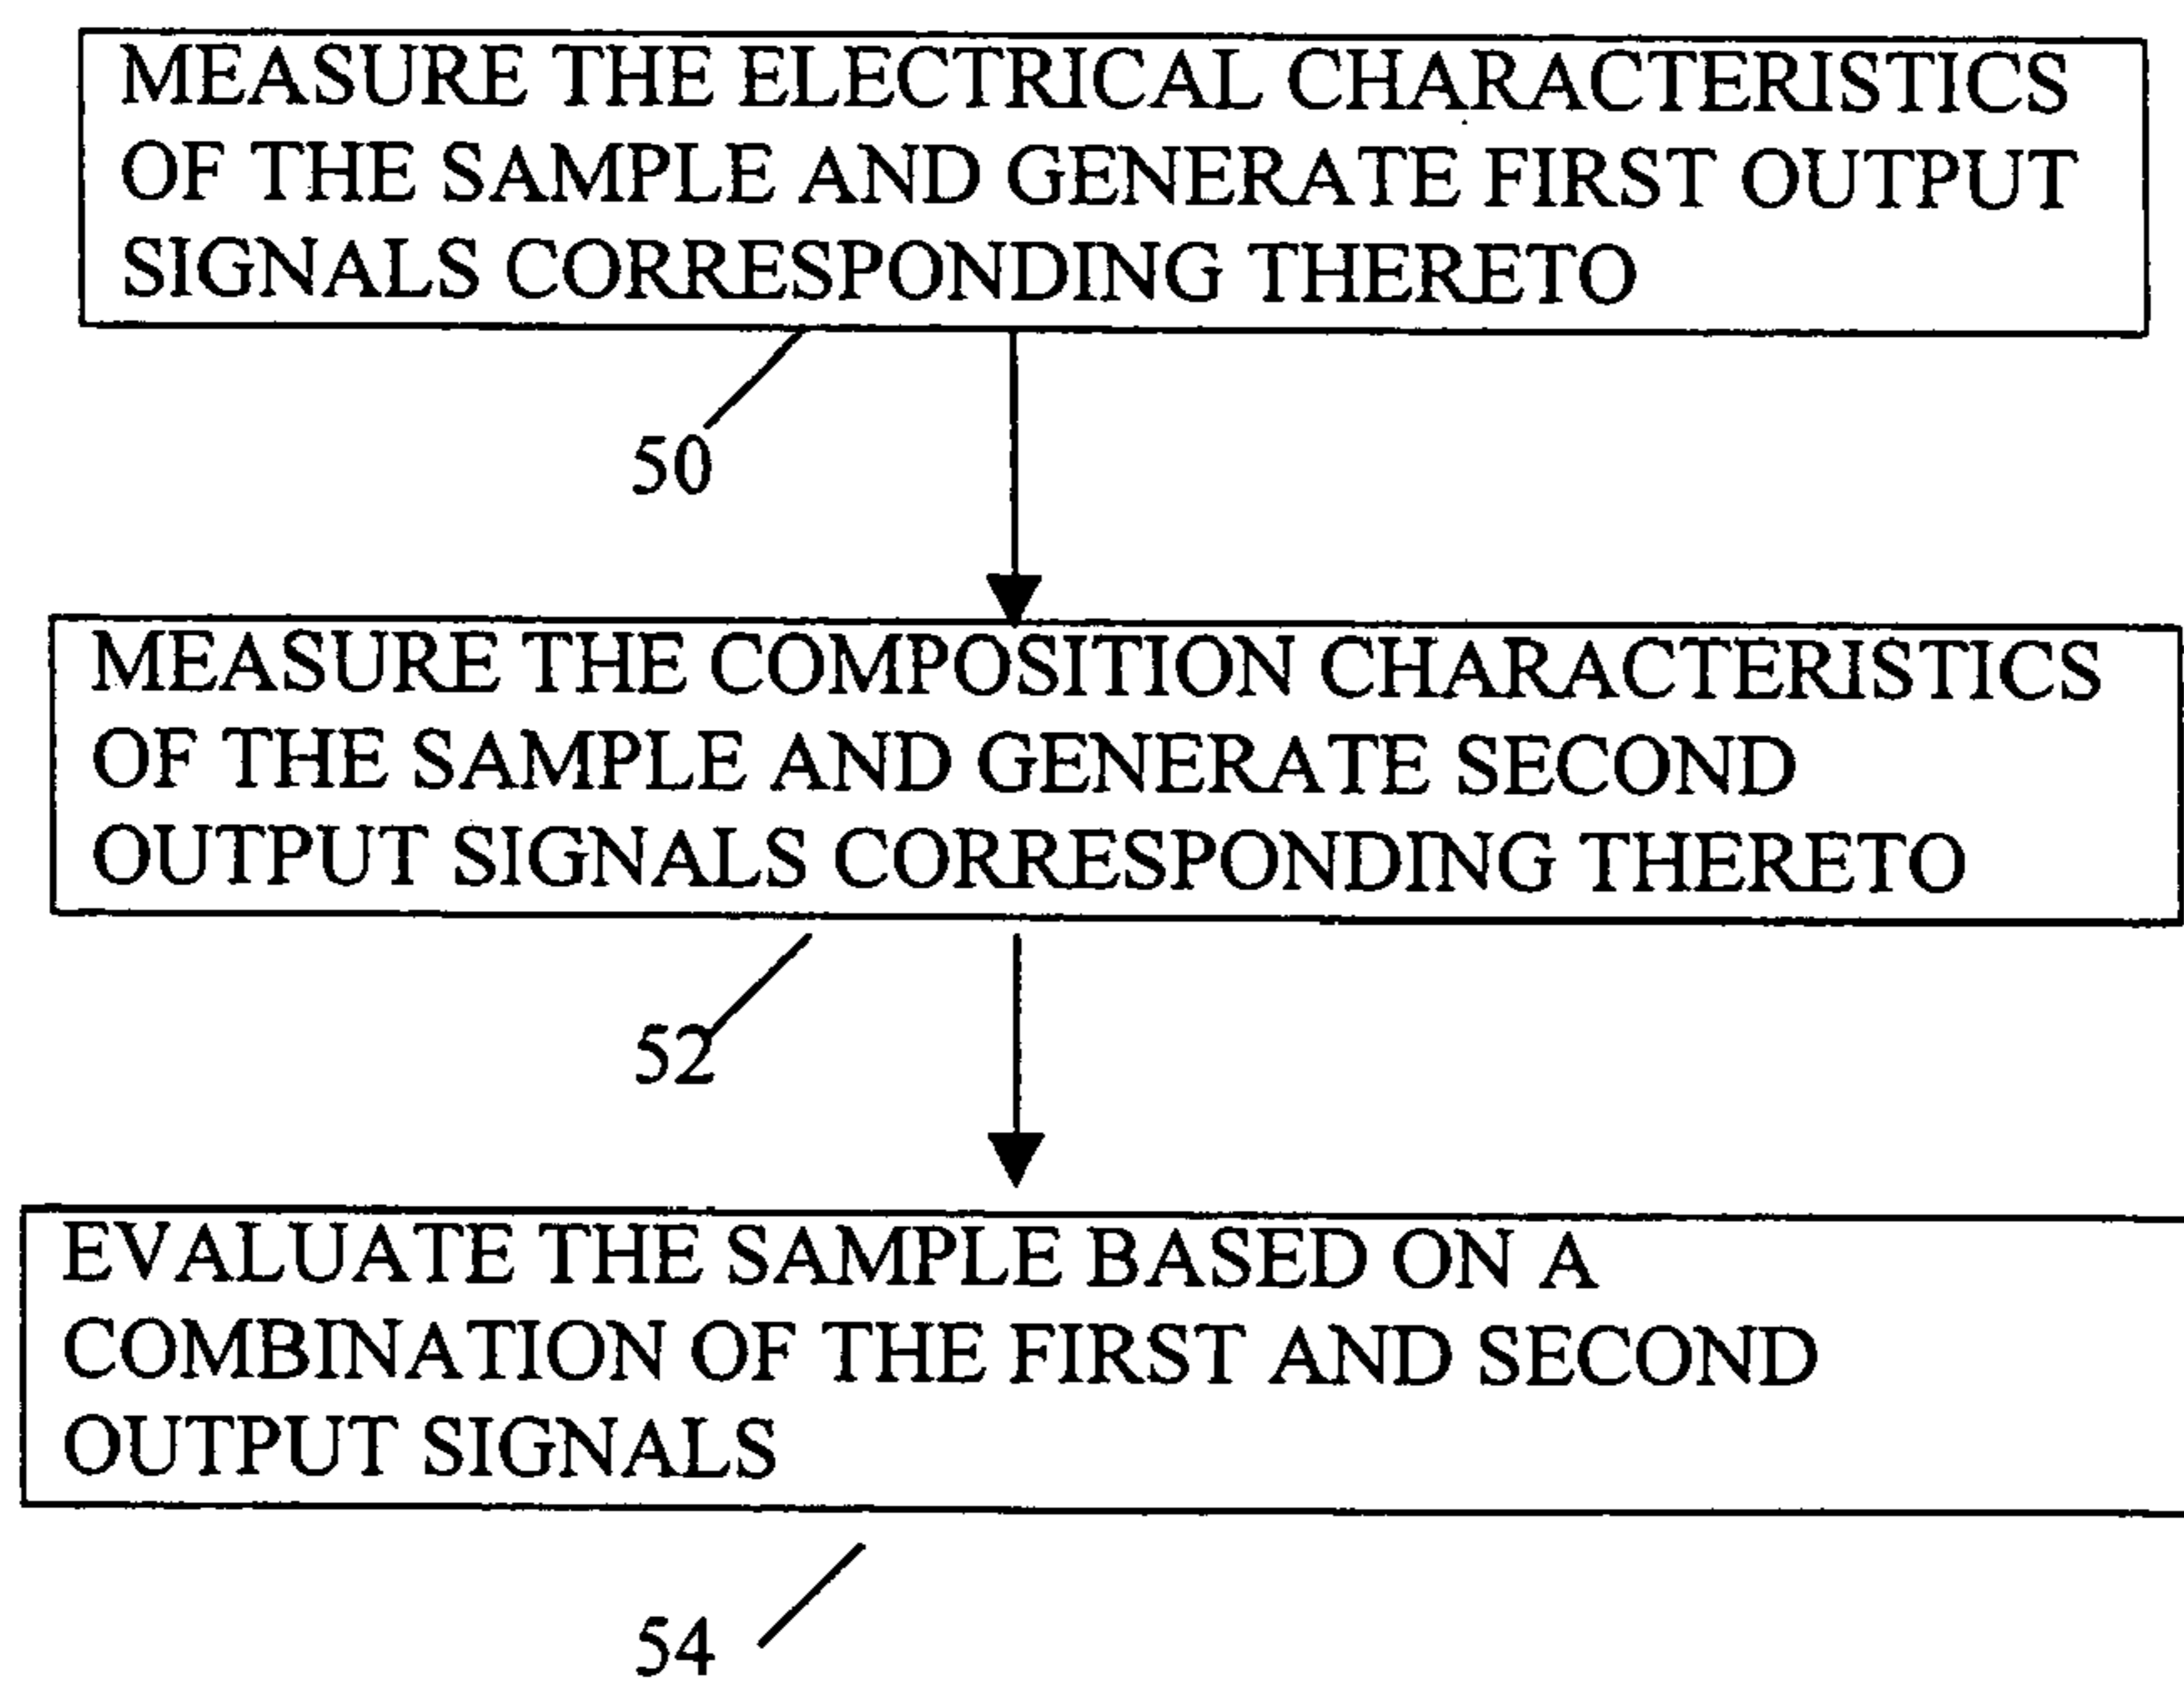 MEASURE THE ELECTRICAL CHARACTERISTICS
OF THE SAMPLE AND GENERATE FIRST OUTPUT
SIGNALS CORRESPONDING THERETO
50
MEASURE THE COMPOSITION CHARACTERISTICS
OF THE SAMPLE AND GENERATE SECOND
OUTPUT SIGNALS CORRESPONDING THERETO
52
EVALUATE THE SAMPLE BASED ON A
COMBINATION OF THE FIRST AND SECOND
OUTPUT SIGNALS
54